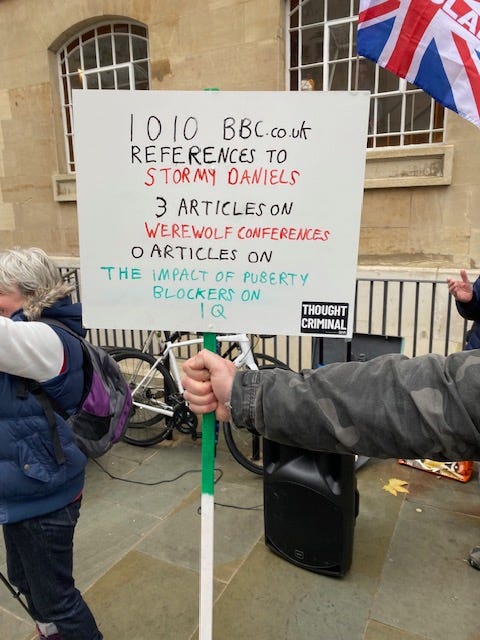 1010 BBC.co.uk
REFERENCES TO
STORMY DANIELS
3 ARTICLES ON
WEREWOLF CONFERENCES
0 ARTICLES ON
THE IMPACT OF PUBERTY
BLOCKERS ON
IQ
THOUGHT
CRIMINAL